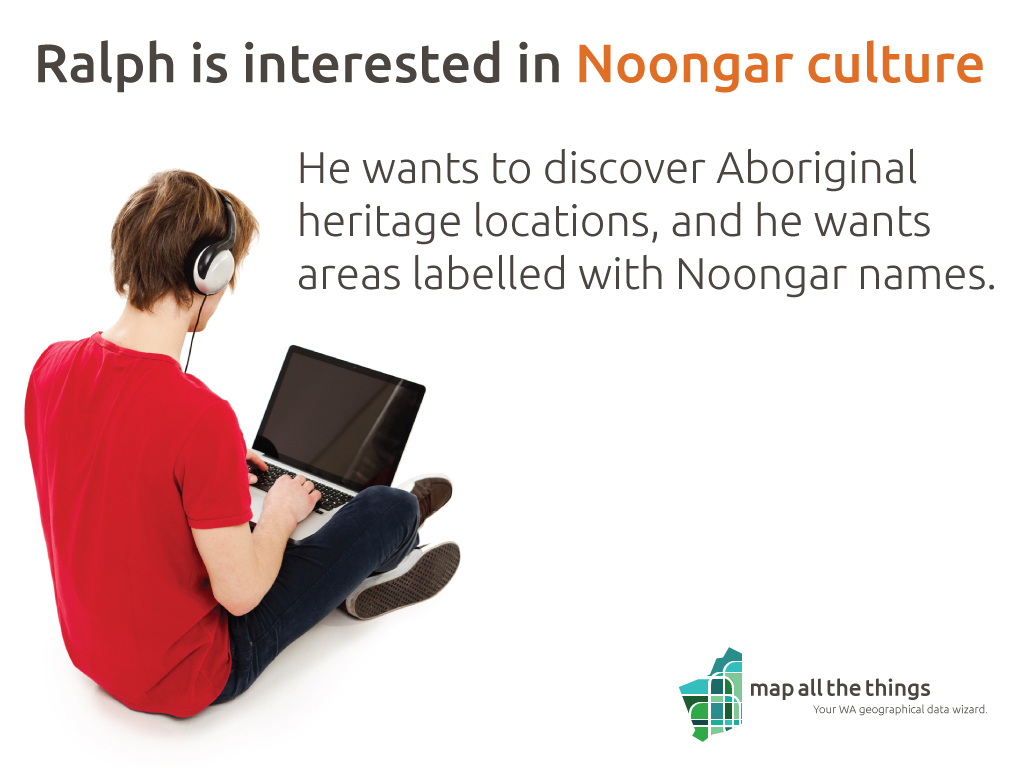 Ralph is interested in Noongar culture
He wants to discover Aboriginal
heritage locations, and he wants
areas labelled with Noongar names.
map all the things
Your WA geographical data wizard.